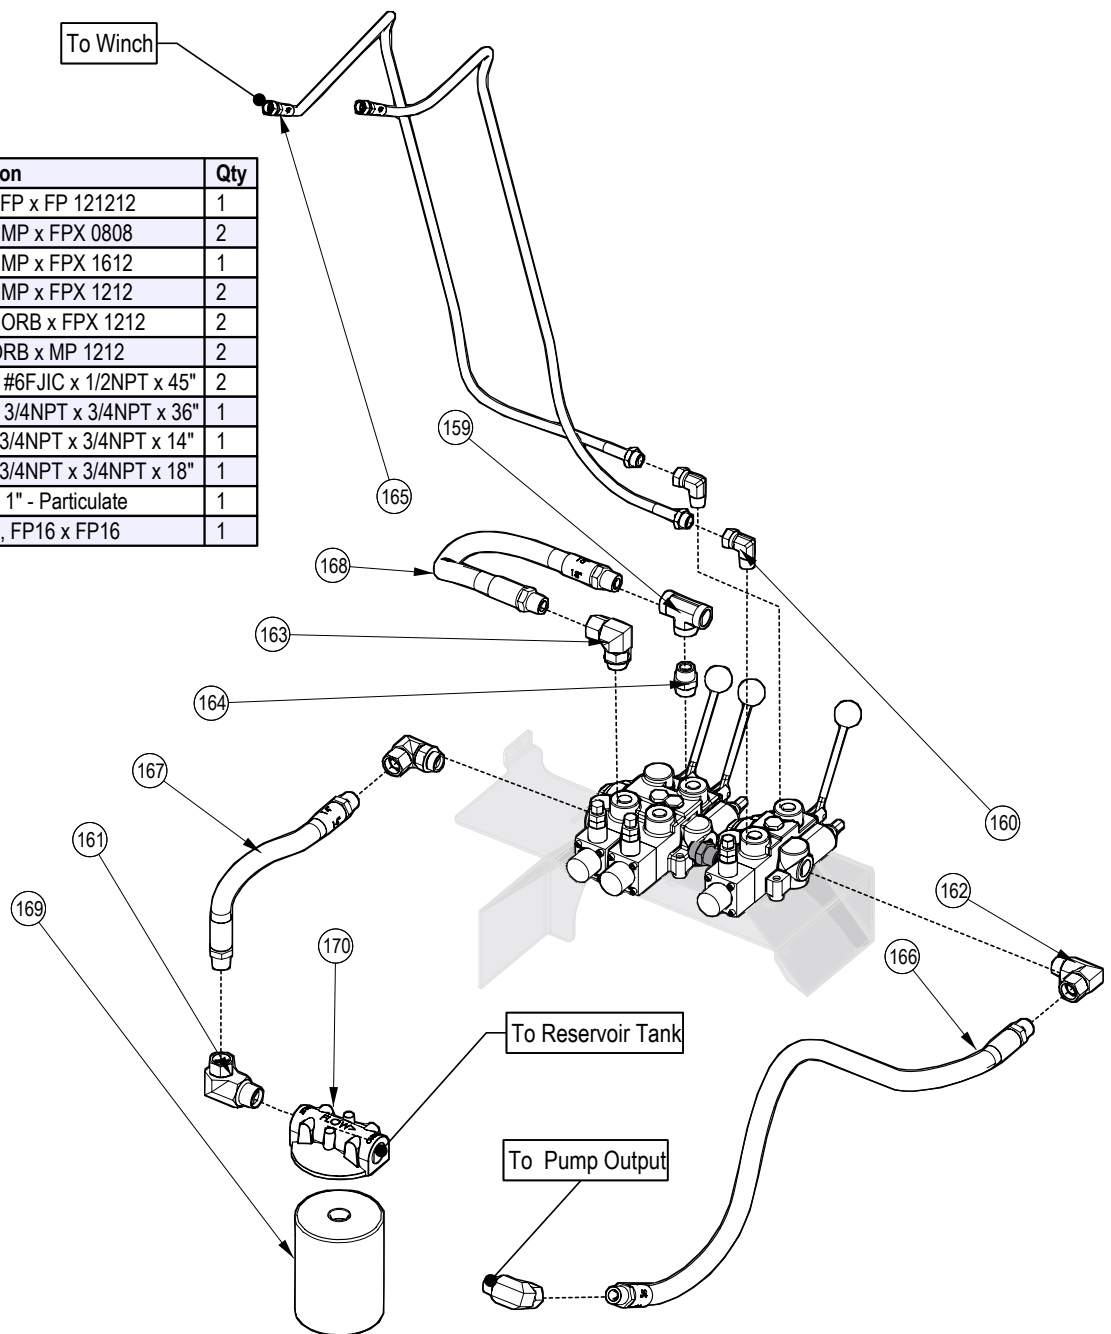 To Winch
on Qty
FP x FP 121212 1
MP x FPX 0808 2
MP x FPX 1612 1
MP x FPX 1212 2
ORB x FPX 1212 2
ORB x MP 1212 2
#6FJIC x 1/2NPT x 45" 2
3/4NPT x 3/4NPT x 36" 1
3/4NPT x 3/4NPT x 14" 1
3/4NPT x 3/4NPT x 18" 1
1" - Particulate 1
, FP16 x FP16 1
159
165
168
18"
163
164
167
160
161
169
170
162
166
To Reservoir Tank
FLOW
To Pump Output